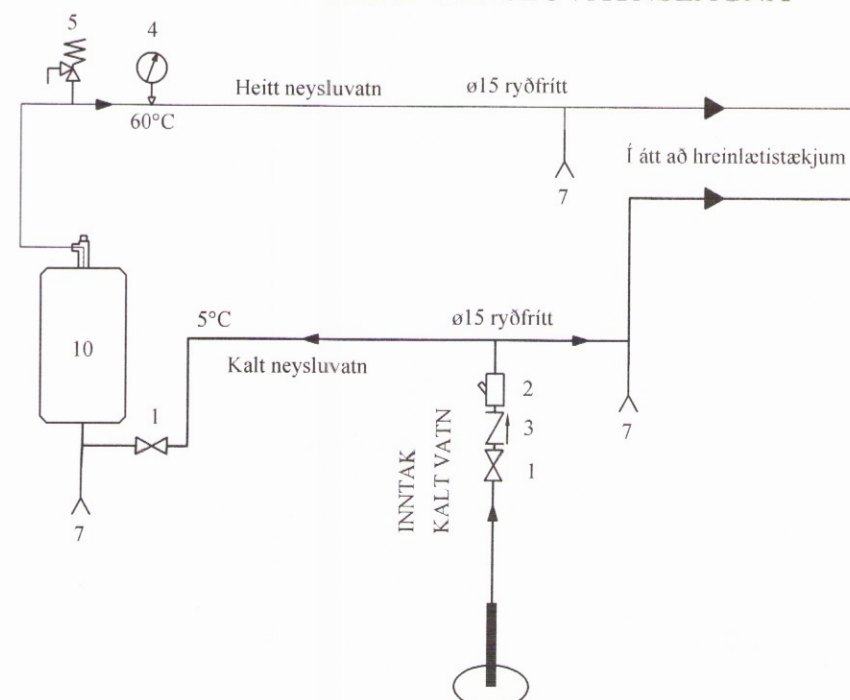 5
4
Heitt neysluvatn
ø15 ryðfrítt
60°C
Í átt að hreinlætistækjum
7
5°C
ø15 ryðfrítt
10
Kalt neysluvatn
1
2
3
1
7
7
INNTAK
KALT VATN